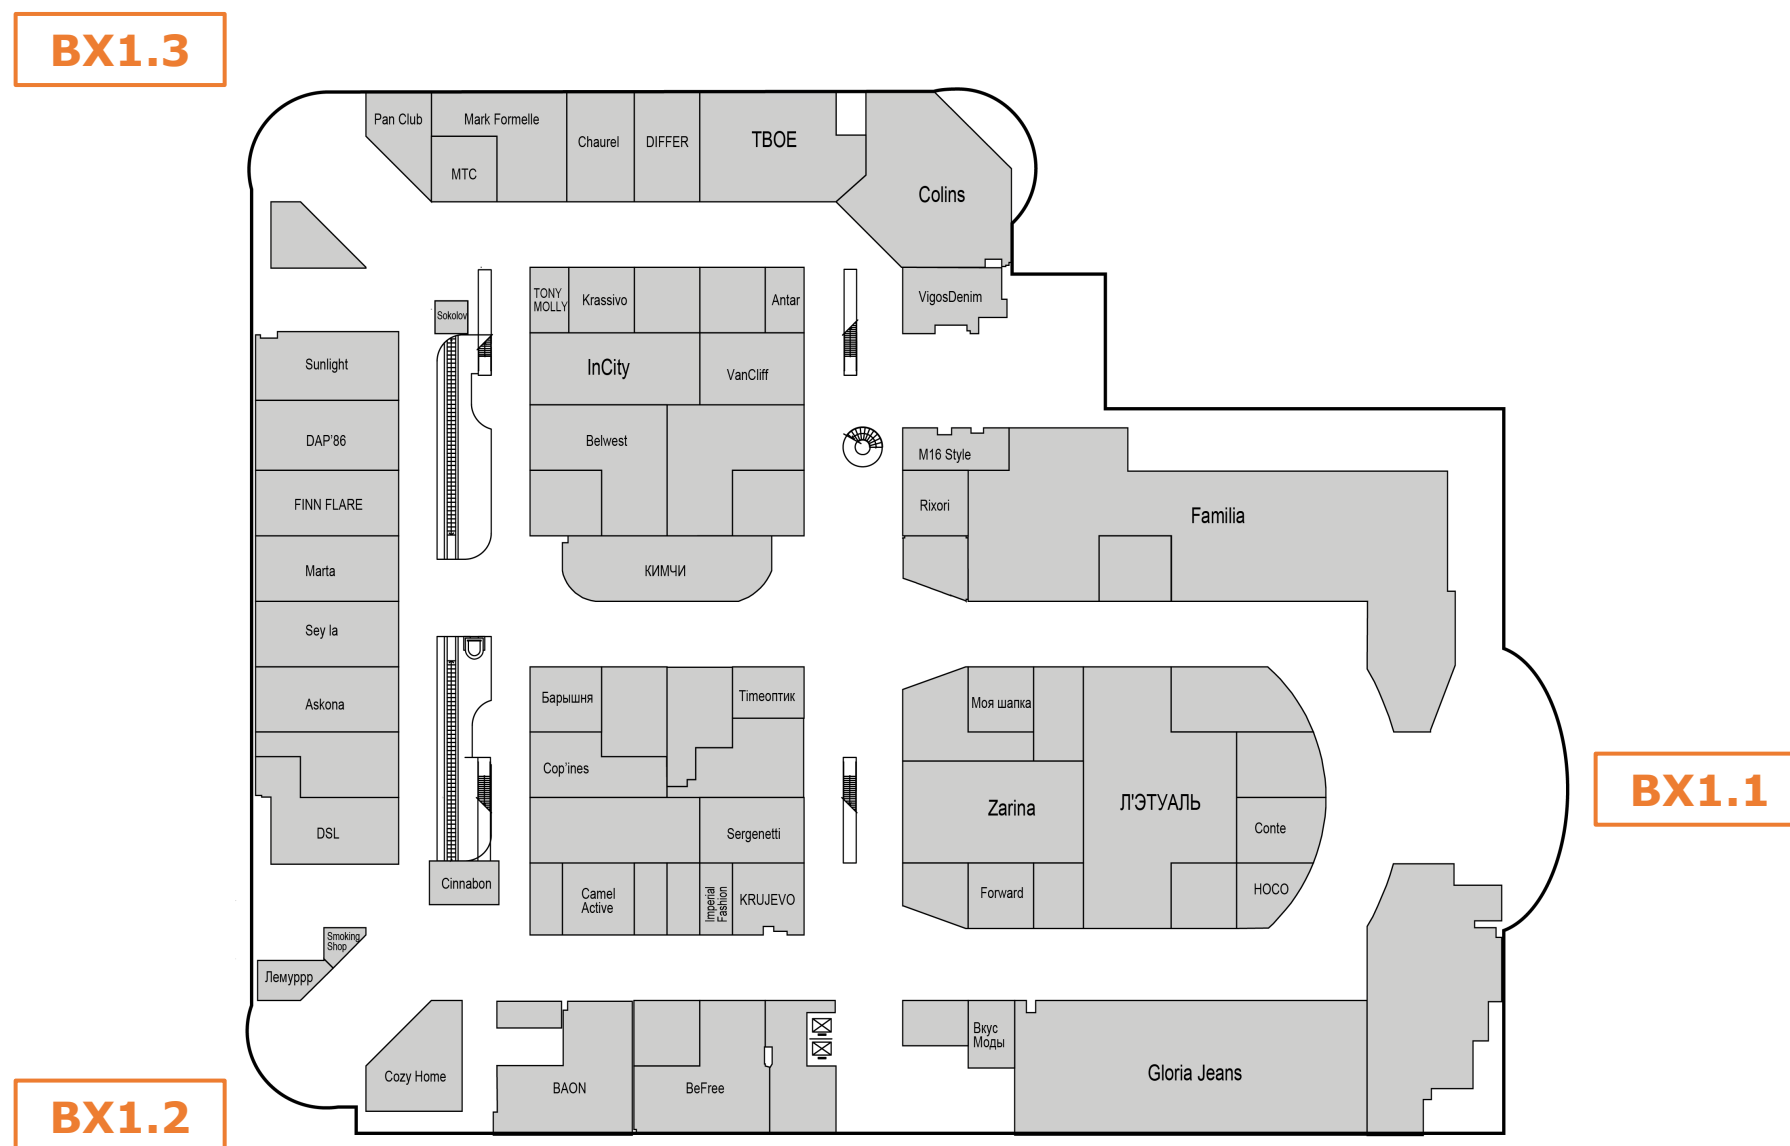 BX1.3
Pan Club
Mark Formelle
MTC
Chaurel
DIFFER
ТВОЕ
Colins
TONY
MOLLY
Krassivo
Antar
VigosDenim
Sokolov
Sunlight
InCity
VanCliff
DAP'86
Belwest
M16 Style
FINN FLARE
Rixori
Familia
Marta
КИМЧИ
Sey la
Askona
Барышня
Timeоптик
Моя шапка
Cop'ines
Zarina
Л'ЭТУАЛЬ
BX1.1
DSL
Sergenetti
Conte
Cinnabon
Camel
Active
Imperial
Fashion
KRUJEVO
Forward
HOCO
Smoking
Shop
Лемуррр
Вкус
Моды
Cozy Home
BAON
BeFree
Gloria Jeans
BX1.2